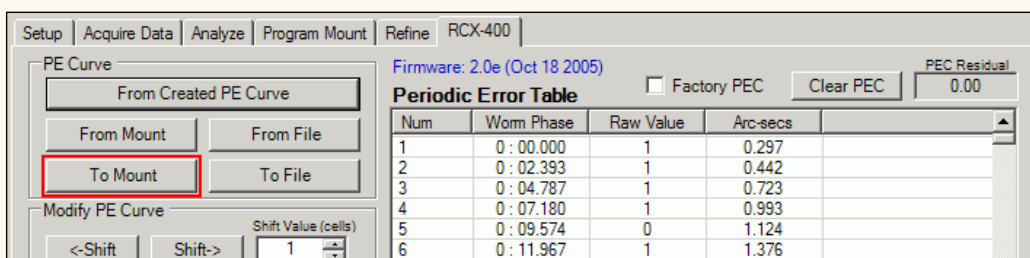 Setup Acquire Data Analyze Program Mount Refine RCX-400
PE Curve
From Created PE Curve
From Mount From File
To Mount To File
Modify PE Curve
Shift Value (cells)
<-Shift Shift-> 1
Firmware: 2.0e (Oct 18 2005)
Periodic Error Table
Factory PEC Clear PEC
PEC Residual
0.00
Num Worm Phase Raw Value Arc-secs
1 0 : 00.000 1 0.297
2 0 : 02.393 1 0.442
3 0 : 04.787 1 0.723
4 0 : 07.180 1 0.993
5 0 : 09.574 0 1.124
6 0 : 11.967 1 1.376